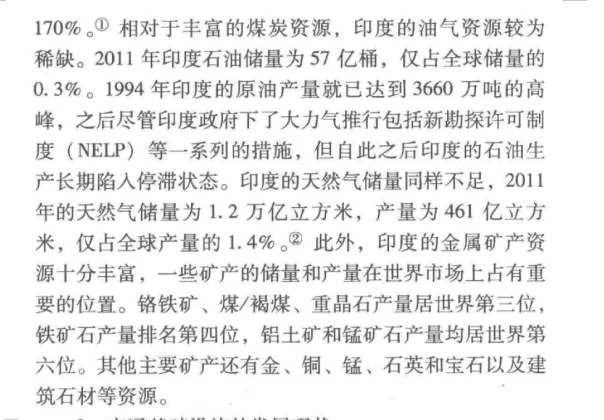 170%。① 相对于丰富的煤炭资源，印度的油气资源较为
稀缺。2011 年印度石油储量为 57 亿桶，仅占全球储量的
0.3%。1994 年印度的原油产量就已达到 3660 万吨的高
峰，之后尽管印度政府下了大力气推行包括新勘探许可制
度（NELP）等一系列的措施，但自此之后印度的石油生
产长期陷入停滞状态。印度的天然气储量同样不足，2011
年的天然气储量为 1.2 万亿立方米，产量为 461 亿立方
米，仅占全球产量的 1.4%。② 此外，印度的金属矿产资
源十分丰富，一些矿产的储量和产量在世界市场上占有重
要的位置。铬铁矿、煤/褐煤、重晶石产量居世界第三位，
铁矿石产量排名第四位，铝土矿和锰矿石产量均居世界第
六位。其他主要矿产还有金、铜、锰、石英和宝石以及建
筑石材等资源。